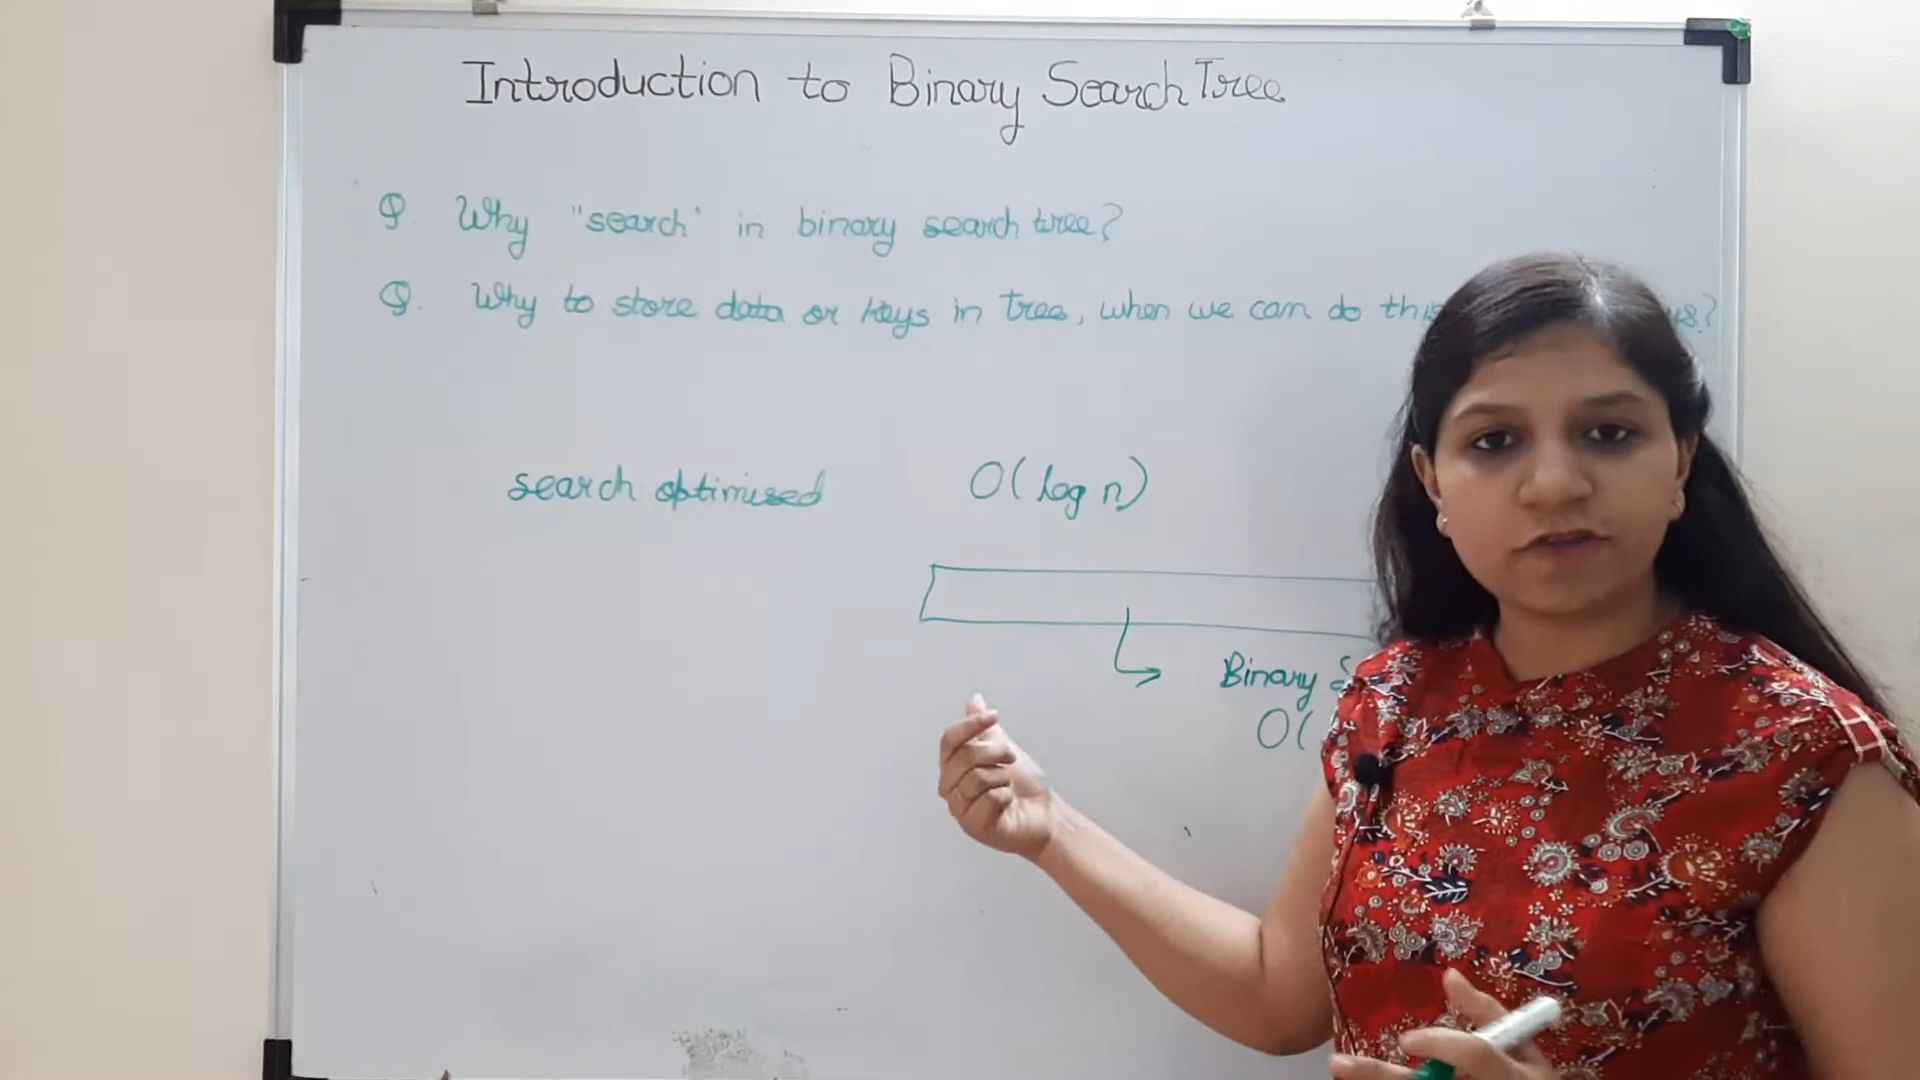 Introduction to Binary Search Tree
Q. Why "search" in binary search tree?
Q. Why to store data or keys in tree, when we can do this ?
search optimised O(log n)
Binary
O(